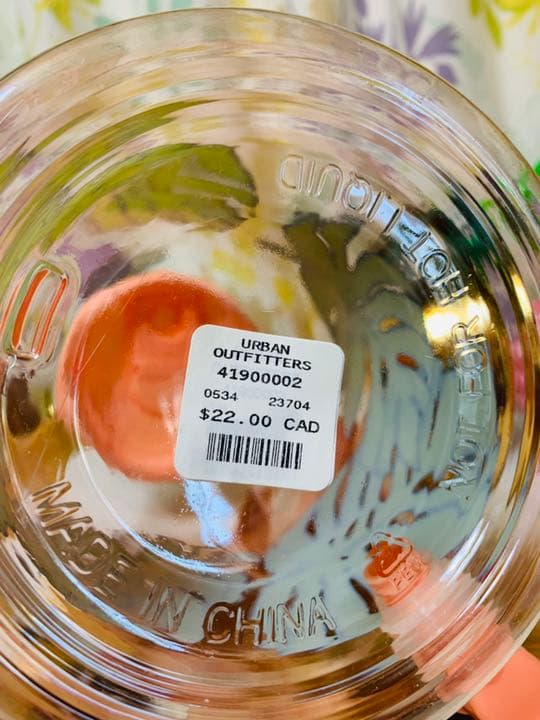 URBAN
OUTFITTERS
41900002
0534 23704
$22.00 CAD
NOT FOR HOT LIQUID
MADE IN CHINA